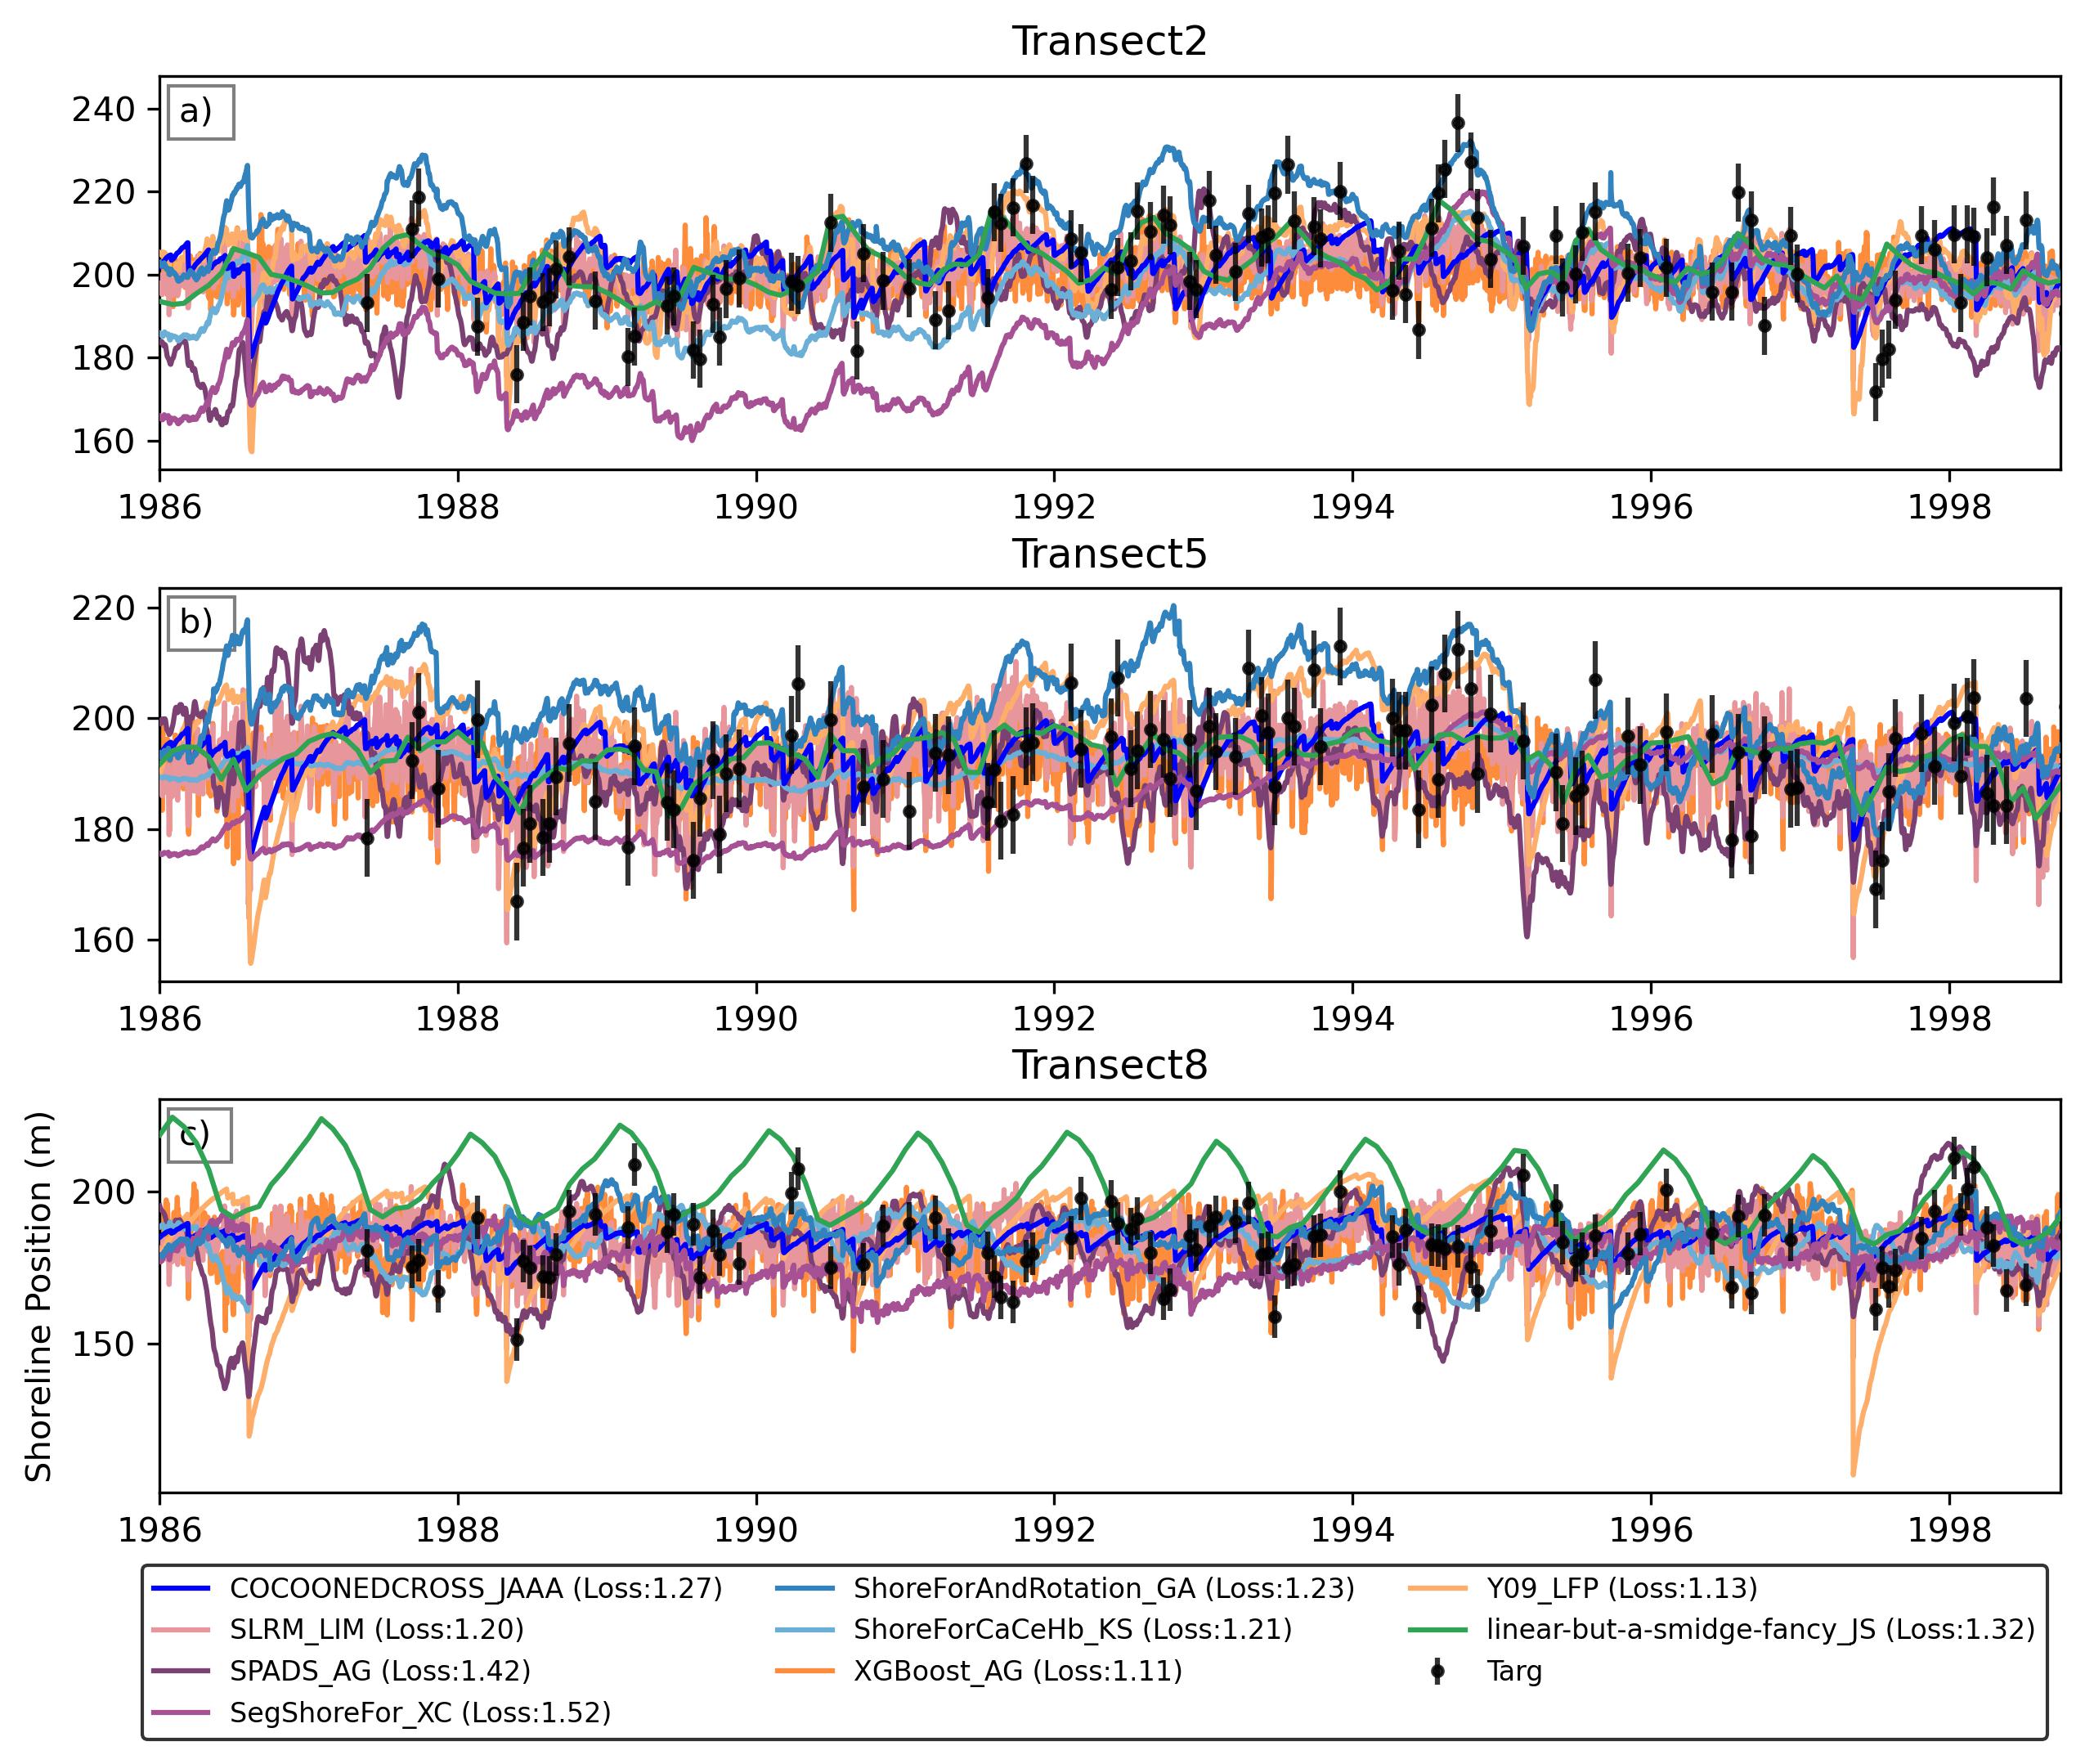 Transect2
a)
240
220
200
180
160
1986 1988 1990 1992 1994 1996 1998
Transect5
b)
220
200
180
160
1986 1988 1990 1992 1994 1996 1998
Transect8
c)
200
150
Shoreline Position (m)
1986 1988 1990 1992 1994 1996 1998
COCOONEDCROSS_JAAA (Loss:1.27)
SLRM_LIM (Loss:1.20)
SPADS_AG (Loss:1.42)
SegShoreFor_XC (Loss:1.52)
ShoreForAndRotation_GA (Loss:1.23)
ShoreForCaCeHb_KS (Loss:1.21)
XGBoost_AG (Loss:1.11)
Y09_LFP (Loss:1.13)
linear-but-a-smidge-fancy_JS (Loss:1.32)
Targ